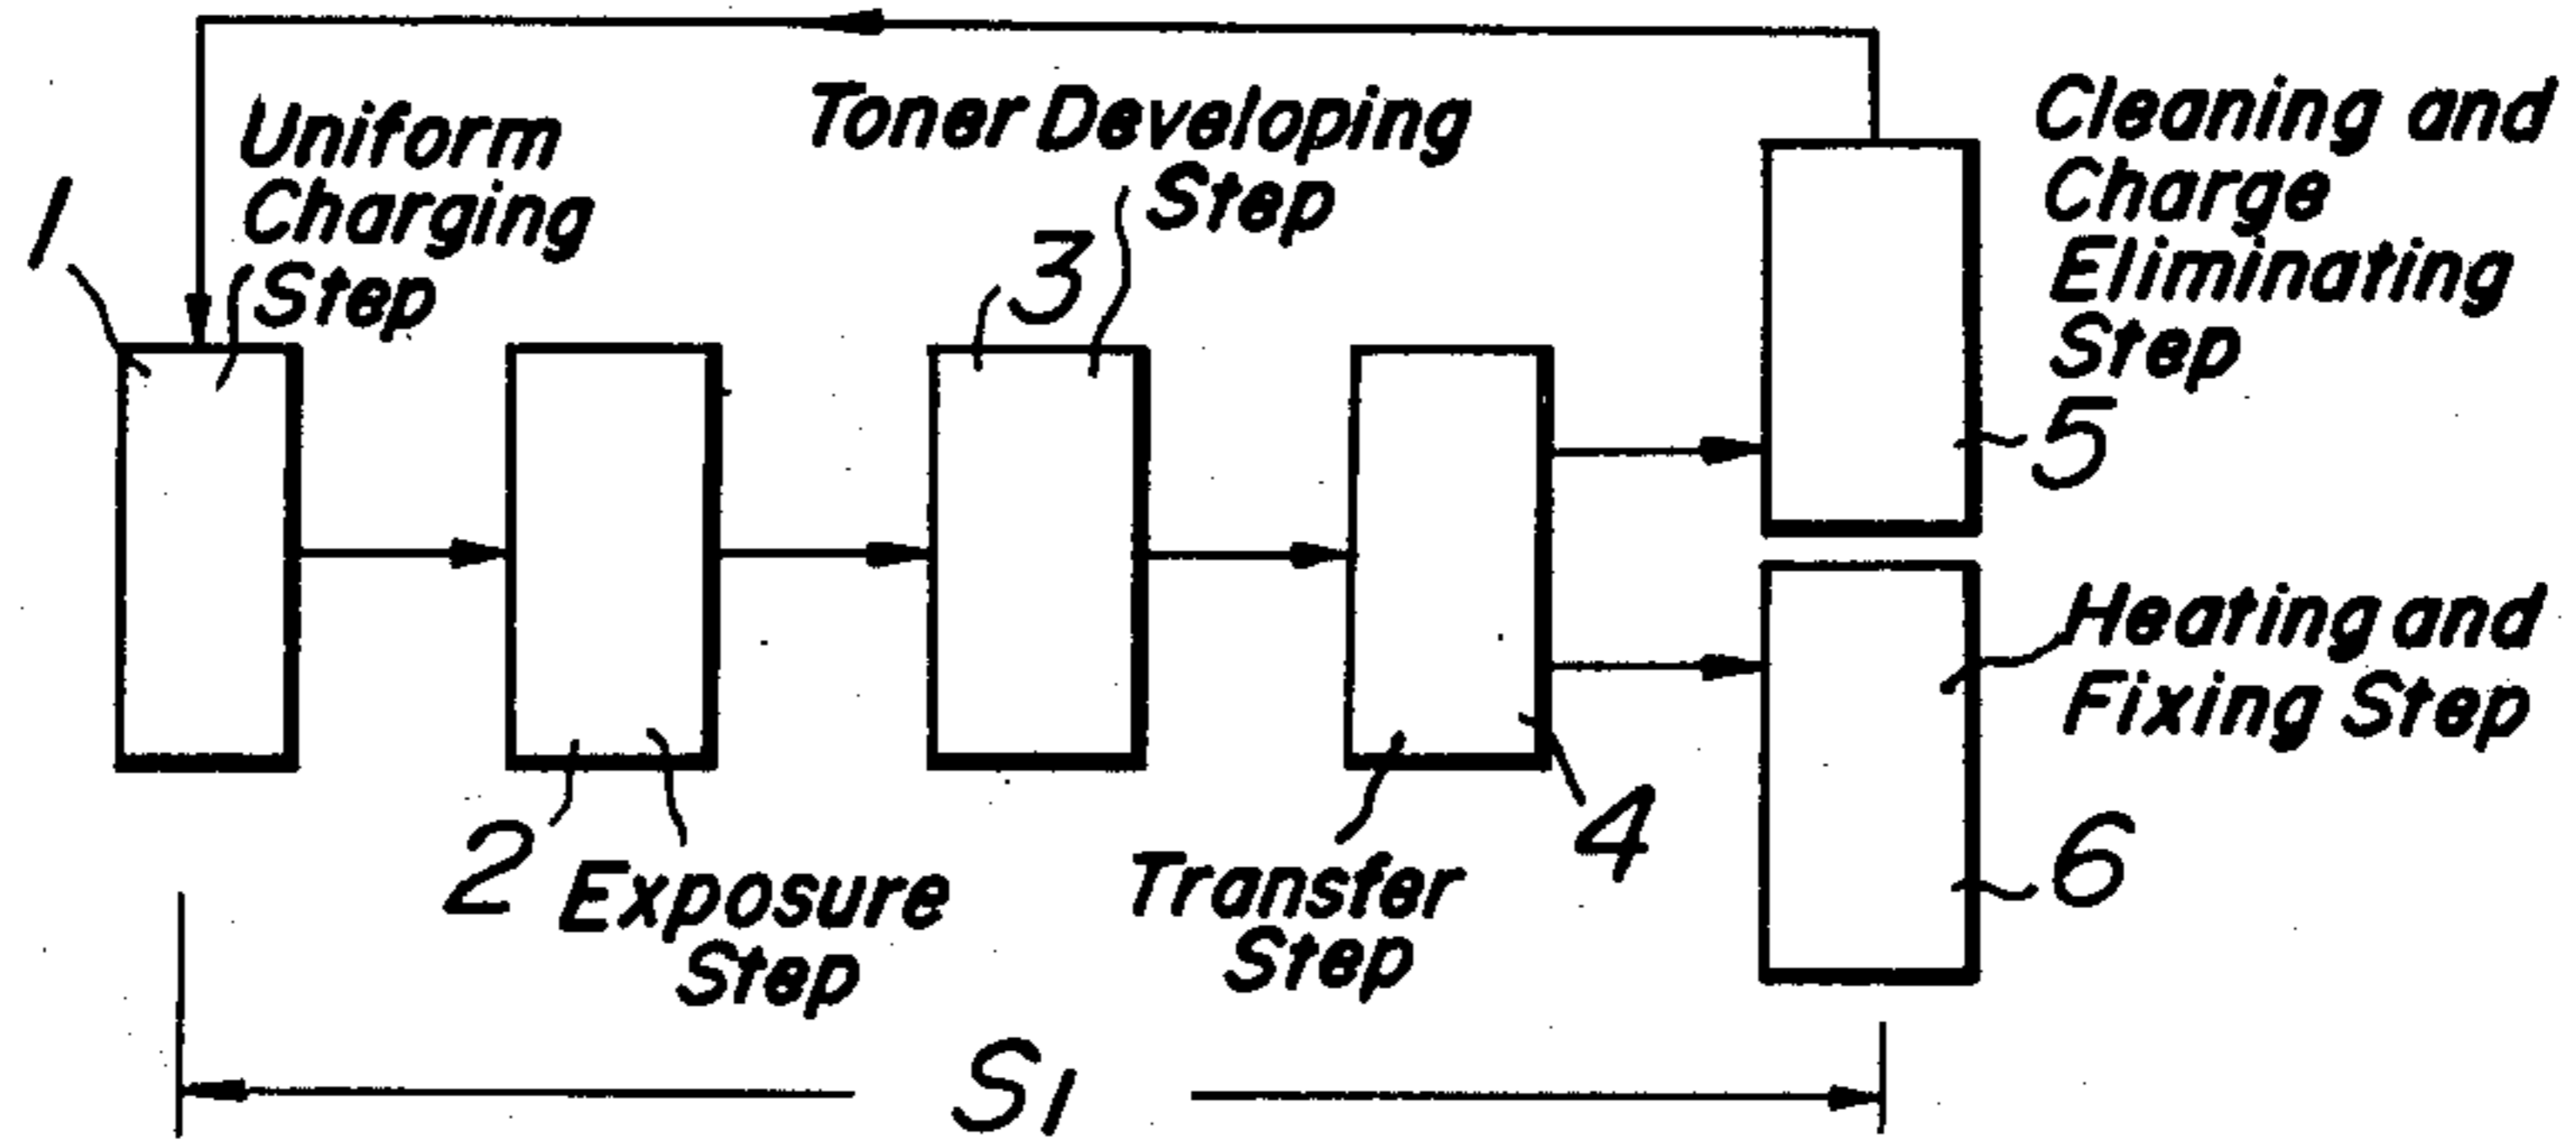 1
Uniform
Charging
Step
Toner Developing
Step
3
Cleaning and
Charge
Eliminating
Step
5
Heating and
Fixing Step
6
2
Exposure
Step
Transfer
Step
4
S1